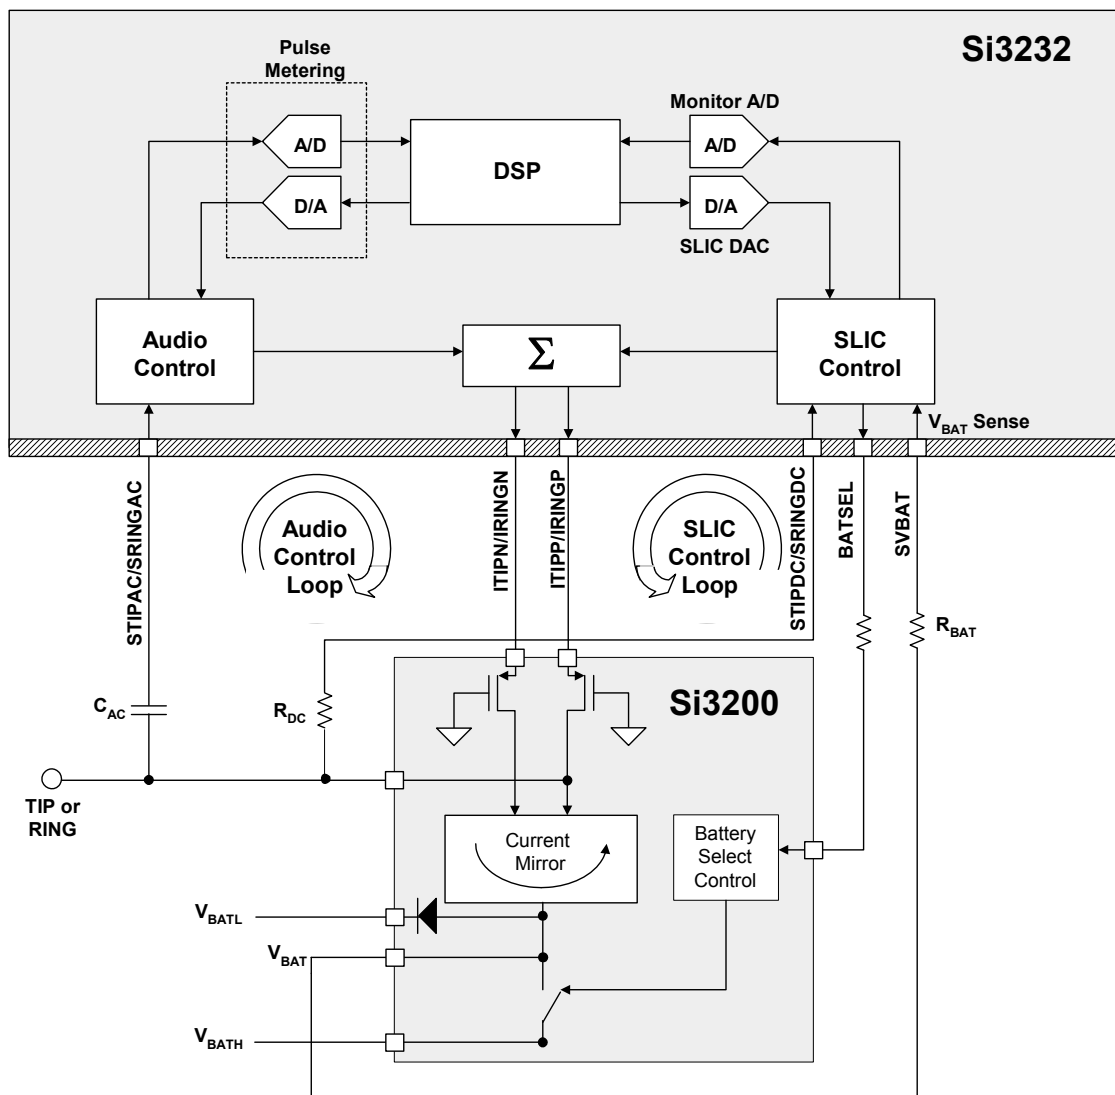 Si3232
Pulse
Metering
Monitor A/D
A/D
DSP
A/D
D/A
D/A
SLIC DAC
Audio
Control
Σ
SLIC
Control
VBAT Sense
STIPAC/SRINGAC
Audio
Control
Loop
ITIPN/IRINGN
ITIPP/IRINGP
SLIC
Control
Loop
STIPDC/SRINGDC
BATSEL
SVBAT
RBAT
CAC
RDC
Si3200
TIP or
RING
Current
Mirror
Battery
Select
Control
VBATL
VBAT
VBATH